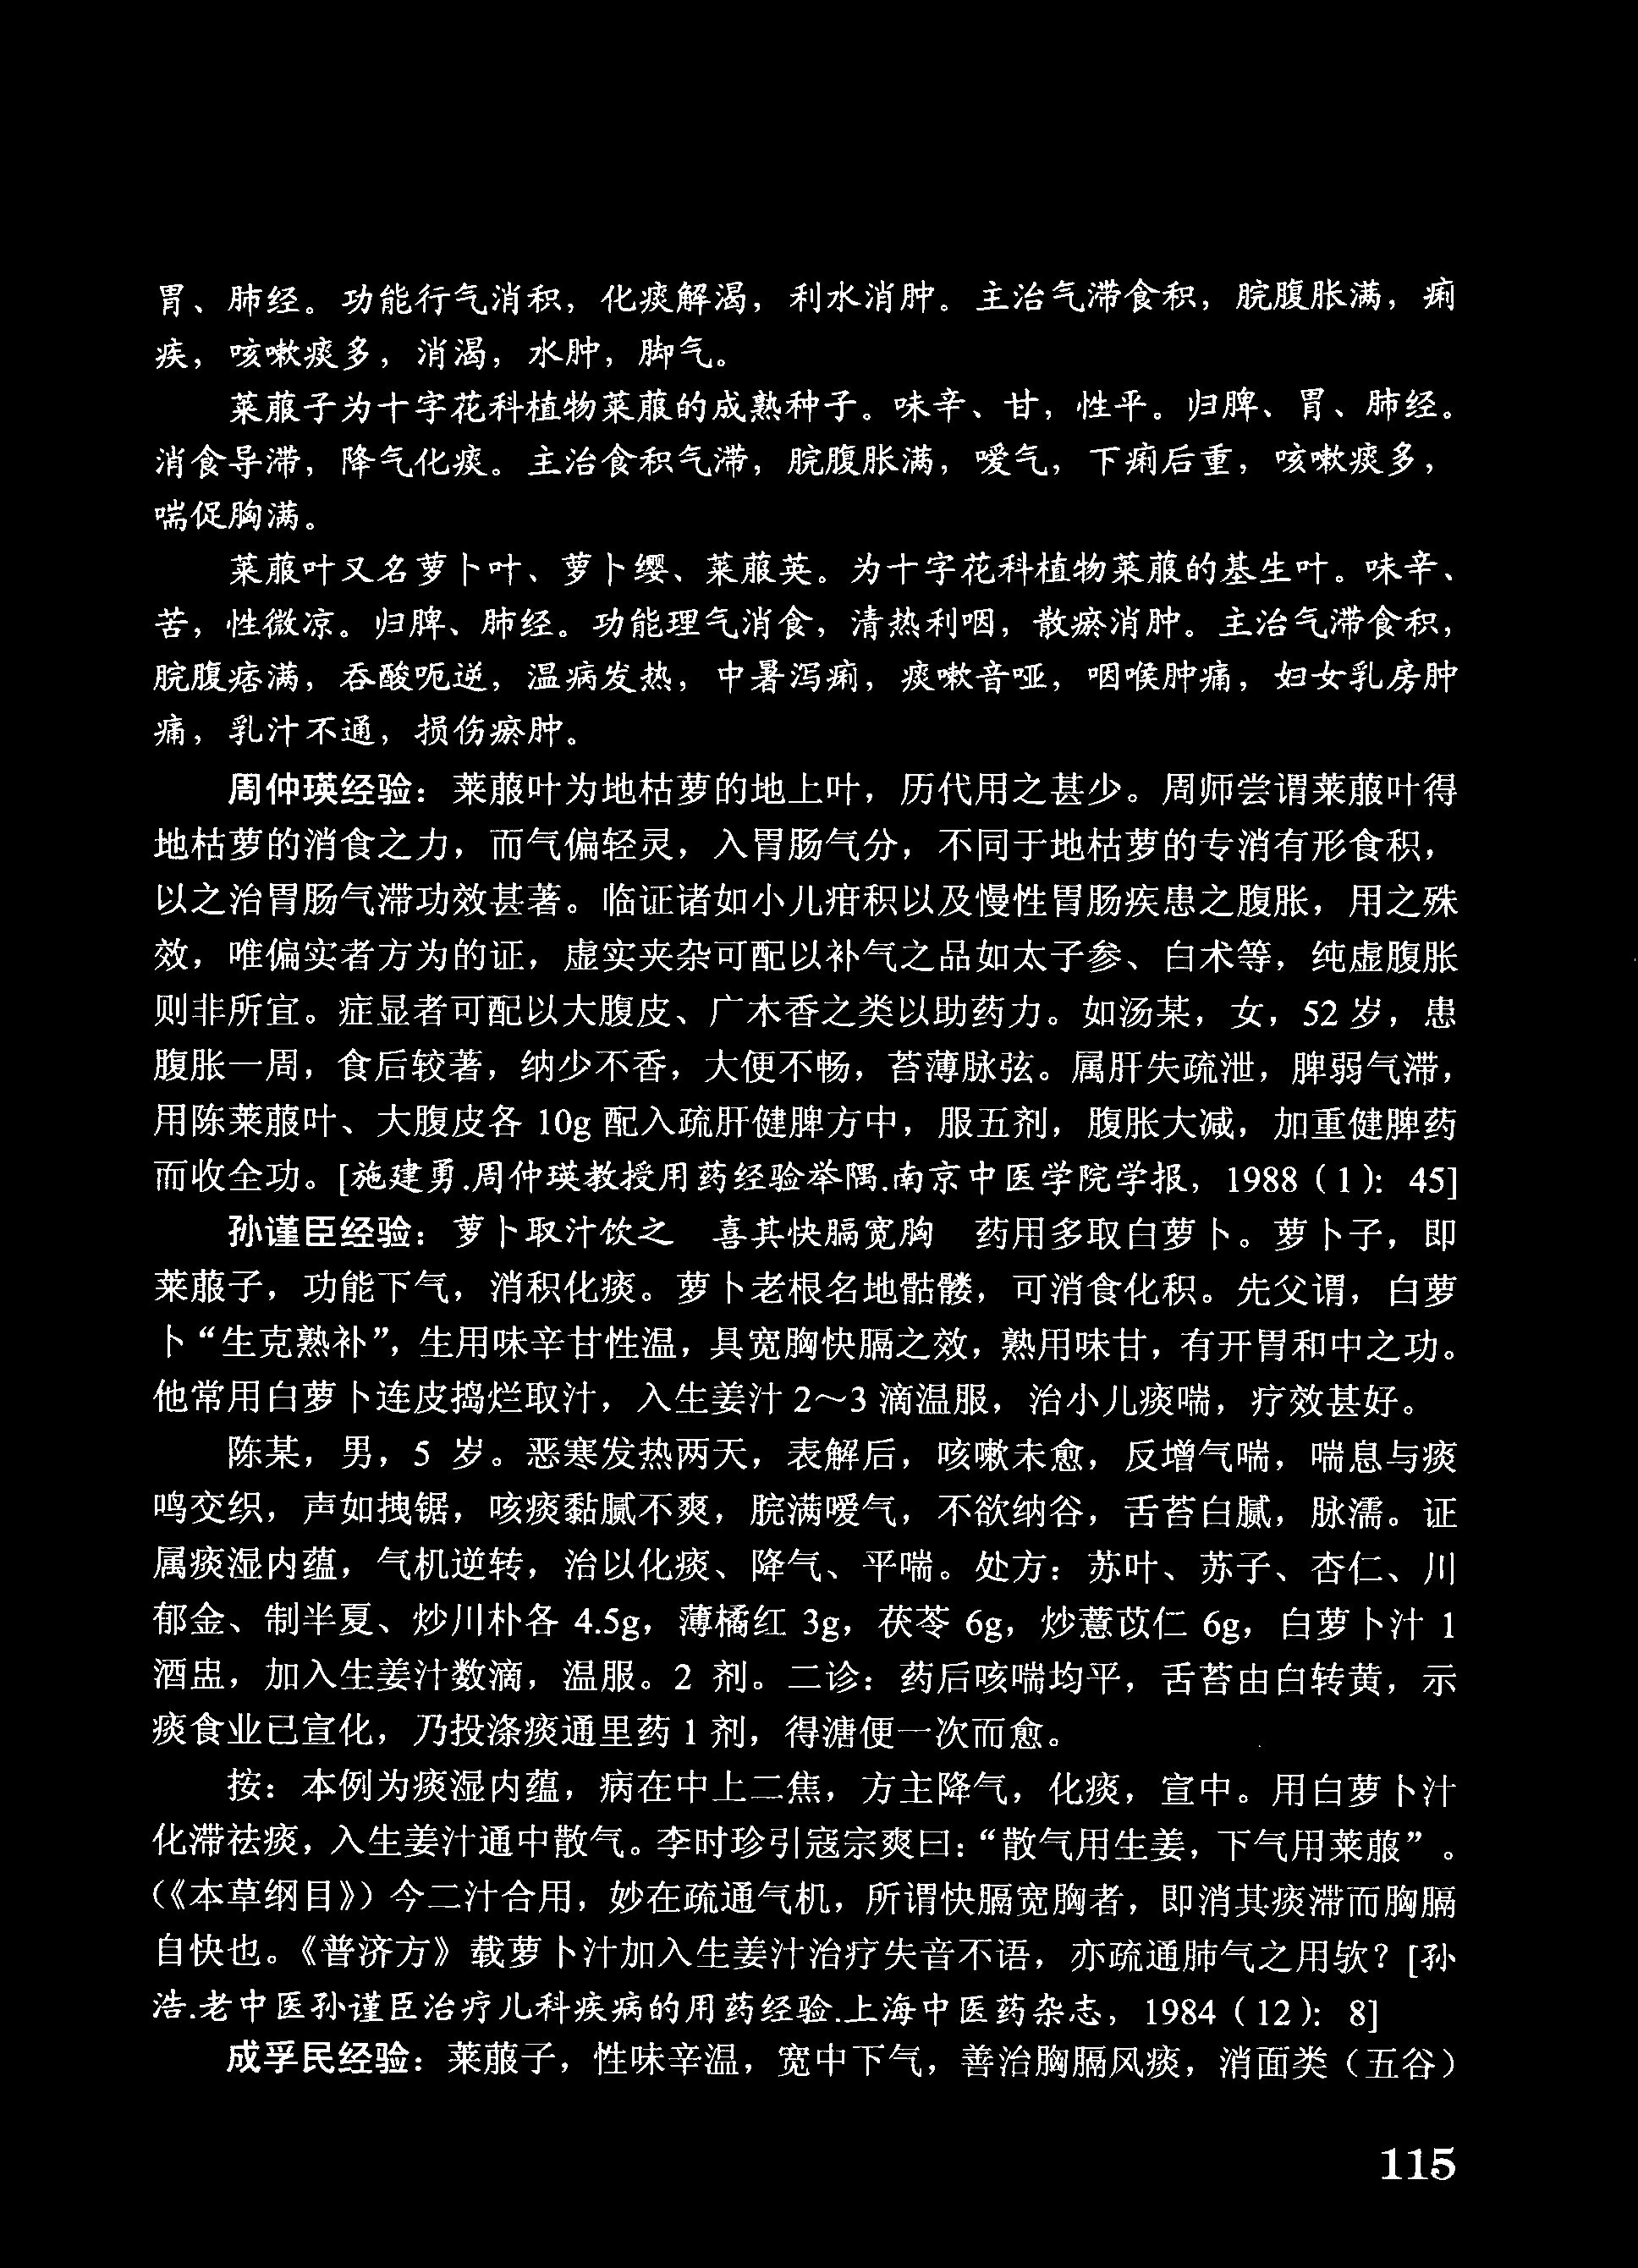 胃、肺经。功能行气消积，化痰解渴，利水消肿。主治气滞食积，脘腹胀满，痢
疾，咳嗽痰多，消渴，水肿，脚气。
莱菔子为十字花科植物莱菔的成熟种子。味辛、甘，性平。归脾、胃、肺经。
消食导滞，降气化痰。主治食积气滞，脘腹胀满，嗳气，下痢后重，咳嗽痰多，
喘促胸满。
莱菔叶又名萝卜叶、萝卜缨、莱菔英。为十字花科植物莱菔的基生叶。味辛、
苦，性微凉。归脾、肺经。功能理气消食，清热利咽，散瘀消肿。主治气滞食积，
脘腹痞满，吞酸呃逆，温病发热，中暑泻痢，痰嗽音哑，咽喉肿痛，妇女乳房肿
痛，乳汁不通，损伤瘀肿。
周仲瑛经验：莱菔叶为地枯萝的地上叶，历代用之甚少。周师尝谓莱菔叶得
地枯萝的消食之力，而气偏轻灵，入胃肠气分，不同于地枯萝的专消有形食积，
以之治胃肠气滞功效甚著。临证诸如小儿疳积以及慢性胃肠疾患之腹胀，用之殊
效，唯偏实者方为的证，虚实夹杂可配以补气之品如太子参、白术等，纯虚腹胀
则非所宜。症显者可配以大腹皮、广木香之类以助药力。如汤某，女，52 岁，患
腹胀一周，食后较著，纳少不香，大便不畅，苔薄脉弦。属肝失疏泄，脾弱气滞，
用陈莱菔叶、大腹皮各 10g 配入疏肝健脾方中，服五剂，腹胀大减，加重健脾药
而收全功。[施建勇.周仲瑛教授用药经验举隅.南京中医学院学报，1988（1）：45]
孙谨臣经验：萝卜取汁饮之　喜其快膈宽胸　药用多取白萝卜。萝卜子，即
莱菔子，功能下气，消积化痰。萝卜老根名地骷髅，可消食化积。先父谓，白萝
卜“生克熟补”，生用味辛甘性温，具宽胸快膈之效，熟用味甘，有开胃和中之功。
他常用白萝卜连皮捣烂取汁，入生姜汁 2～3 滴温服，治小儿痰喘，疗效甚好。
陈某，男，5 岁。恶寒发热两天，表解后，咳嗽未愈，反增气喘，喘息与痰
鸣交织，声如拽锯，咳痰黏腻不爽，脘满嗳气，不欲纳谷，舌苔白腻，脉濡。证
属痰湿内蕴，气机逆转，治以化痰、降气、平喘。处方：苏叶、苏子、杏仁、川
郁金、制半夏、炒川朴各 4.5g，薄橘红 3g，茯苓 6g，炒薏苡仁 6g，白萝卜汁 1
酒盅，加入生姜汁数滴，温服。2 剂。二诊：药后咳喘均平，舌苔由白转黄，示
痰食业已宣化，乃投涤痰通里药 1 剂，得溏便一次而愈。
按：本例为痰湿内蕴，病在中上二焦，方主降气，化痰，宣中。用白萝卜汁
化滞祛痰，入生姜汁通中散气。李时珍引寇宗爽曰：“散气用生姜，下气用莱菔”。
（《本草纲目》）今二汁合用，妙在疏通气机，所谓快膈宽胸者，即消其痰滞而胸膈
自快也。《普济方》载萝卜汁加入生姜汁治疗失音不语，亦疏通肺气之用欤？[孙
浩.老中医孙谨臣治疗儿科疾病的用药经验.上海中医药杂志，1984（12）：8]
成孚民经验：莱菔子，性味辛温，宽中下气，善治胸膈风痰，消面类（五谷）
115